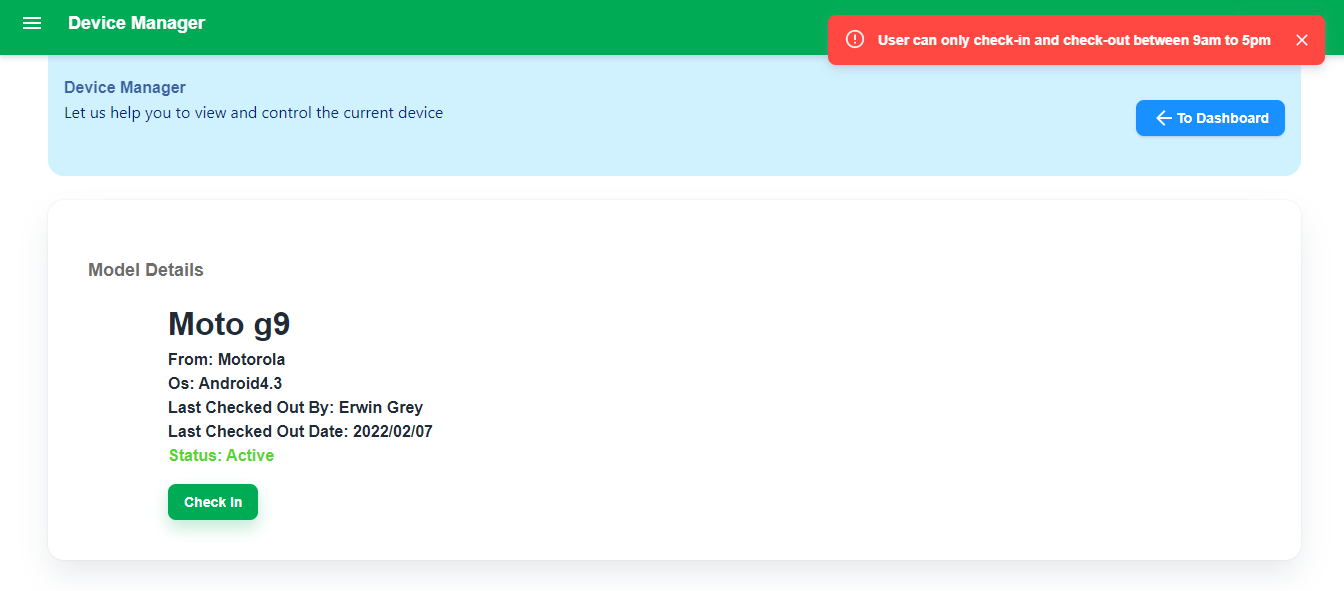 Device Manager
User can only check-in and check-out between 9am to 5pm
Device Manager
Let us help you to view and control the current device
To Dashboard
Model Details
Moto g9
From: Motorola
Os: Android4.3
Last Checked Out By: Erwin Grey
Last Checked Out Date: 2022/02/07
Status: Active
Check In